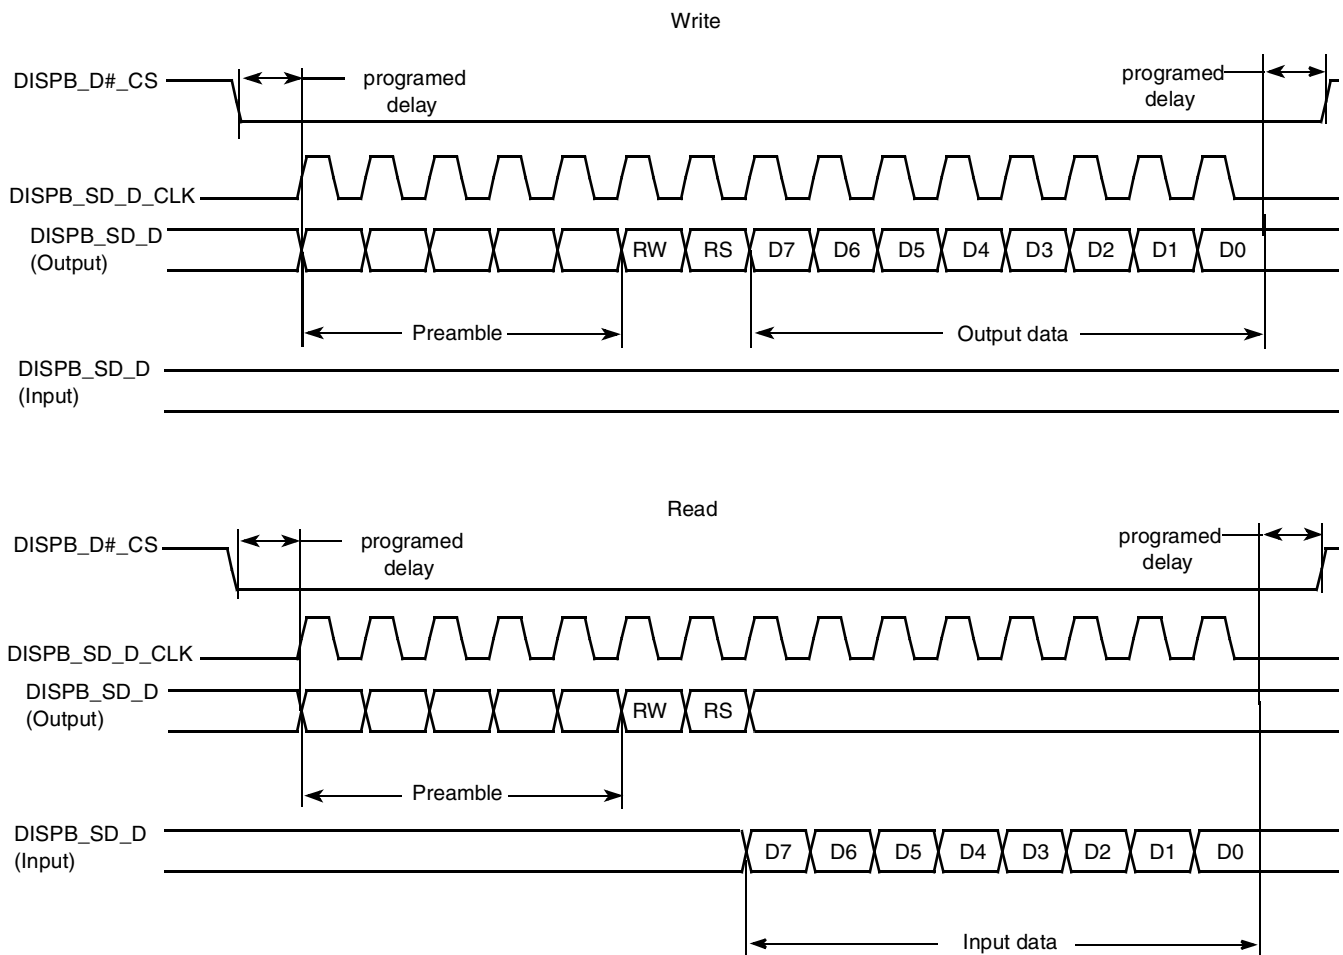 Write
DISPB_D#_CS
programed
delay
programed
delay
DISPB_SD_D_CLK
DISPB_SD_D
(Output)
RW RS D7 D6 D5 D4 D3 D2 D1 D0
Preamble
Output data
DISPB_SD_D
(Input)
Read
DISPB_D#_CS
programed
delay
programed
delay
DISPB_SD_D_CLK
DISPB_SD_D
(Output)
RW RS
Preamble
DISPB_SD_D
(Input)
D7 D6 D5 D4 D3 D2 D1 D0
Input data